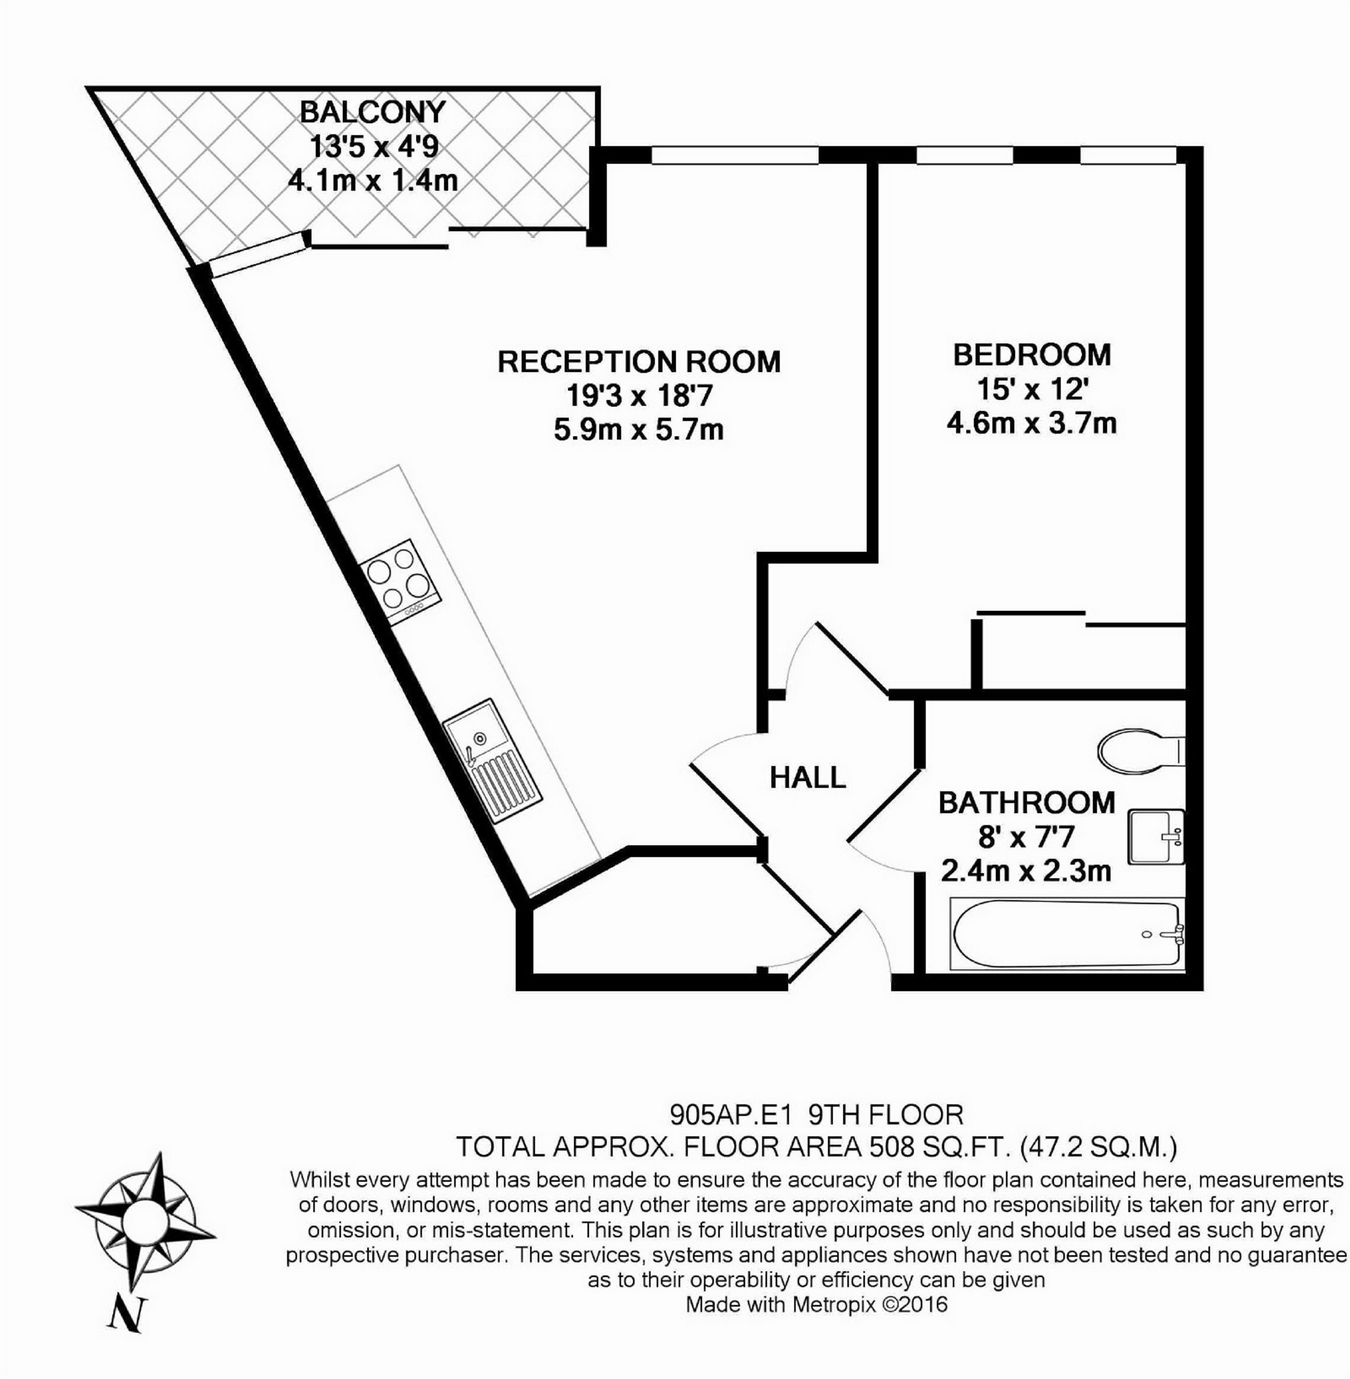 BALCONY
13'5 x 4'9
4.1m x 1.4m
RECEPTION ROOM
19'3 x 18'7
5.9m x 5.7m
BEDROOM
15' x 12'
4.6m x 3.7m
HALL
BATHROOM
8' x 7'7
2.4m x 2.3m
905AP.E1 9TH FLOOR
TOTAL APPROX. FLOOR AREA 508 SQ.FT. (47.2 SQ.M.)
Whilst every attempt has been made to ensure the accuracy of the floor plan contained here, measurements
of doors, windows, rooms and any other items are approximate and no responsibility is taken for any error,
omission, or mis-statement. This plan is for illustrative purposes only and should be used as such by any
prospective purchaser. The services, systems and appliances shown have not been tested and no guarantee
as to their operability or efficiency can be given
Made with Metropix ©2016
N